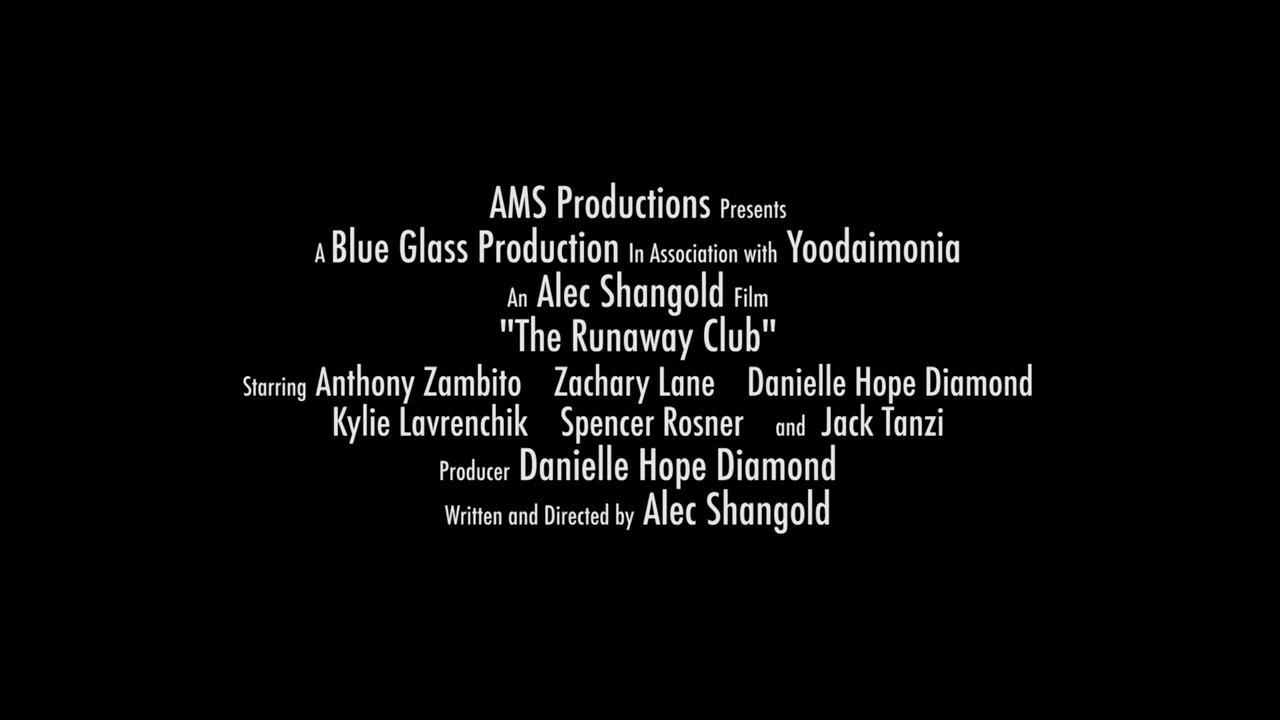 AMS Productions Presents
A Blue Glass Production In Association with Yoodaimonia
An Alec Shangold Film
"The Runaway Club"
Starring Anthony Zambito Zachary Lane Danielle Hope Diamond
Kylie Lavrenchik Spencer Rosner and Jack Tanzi
Producer Danielle Hope Diamond
Written and Directed by Alec Shangold